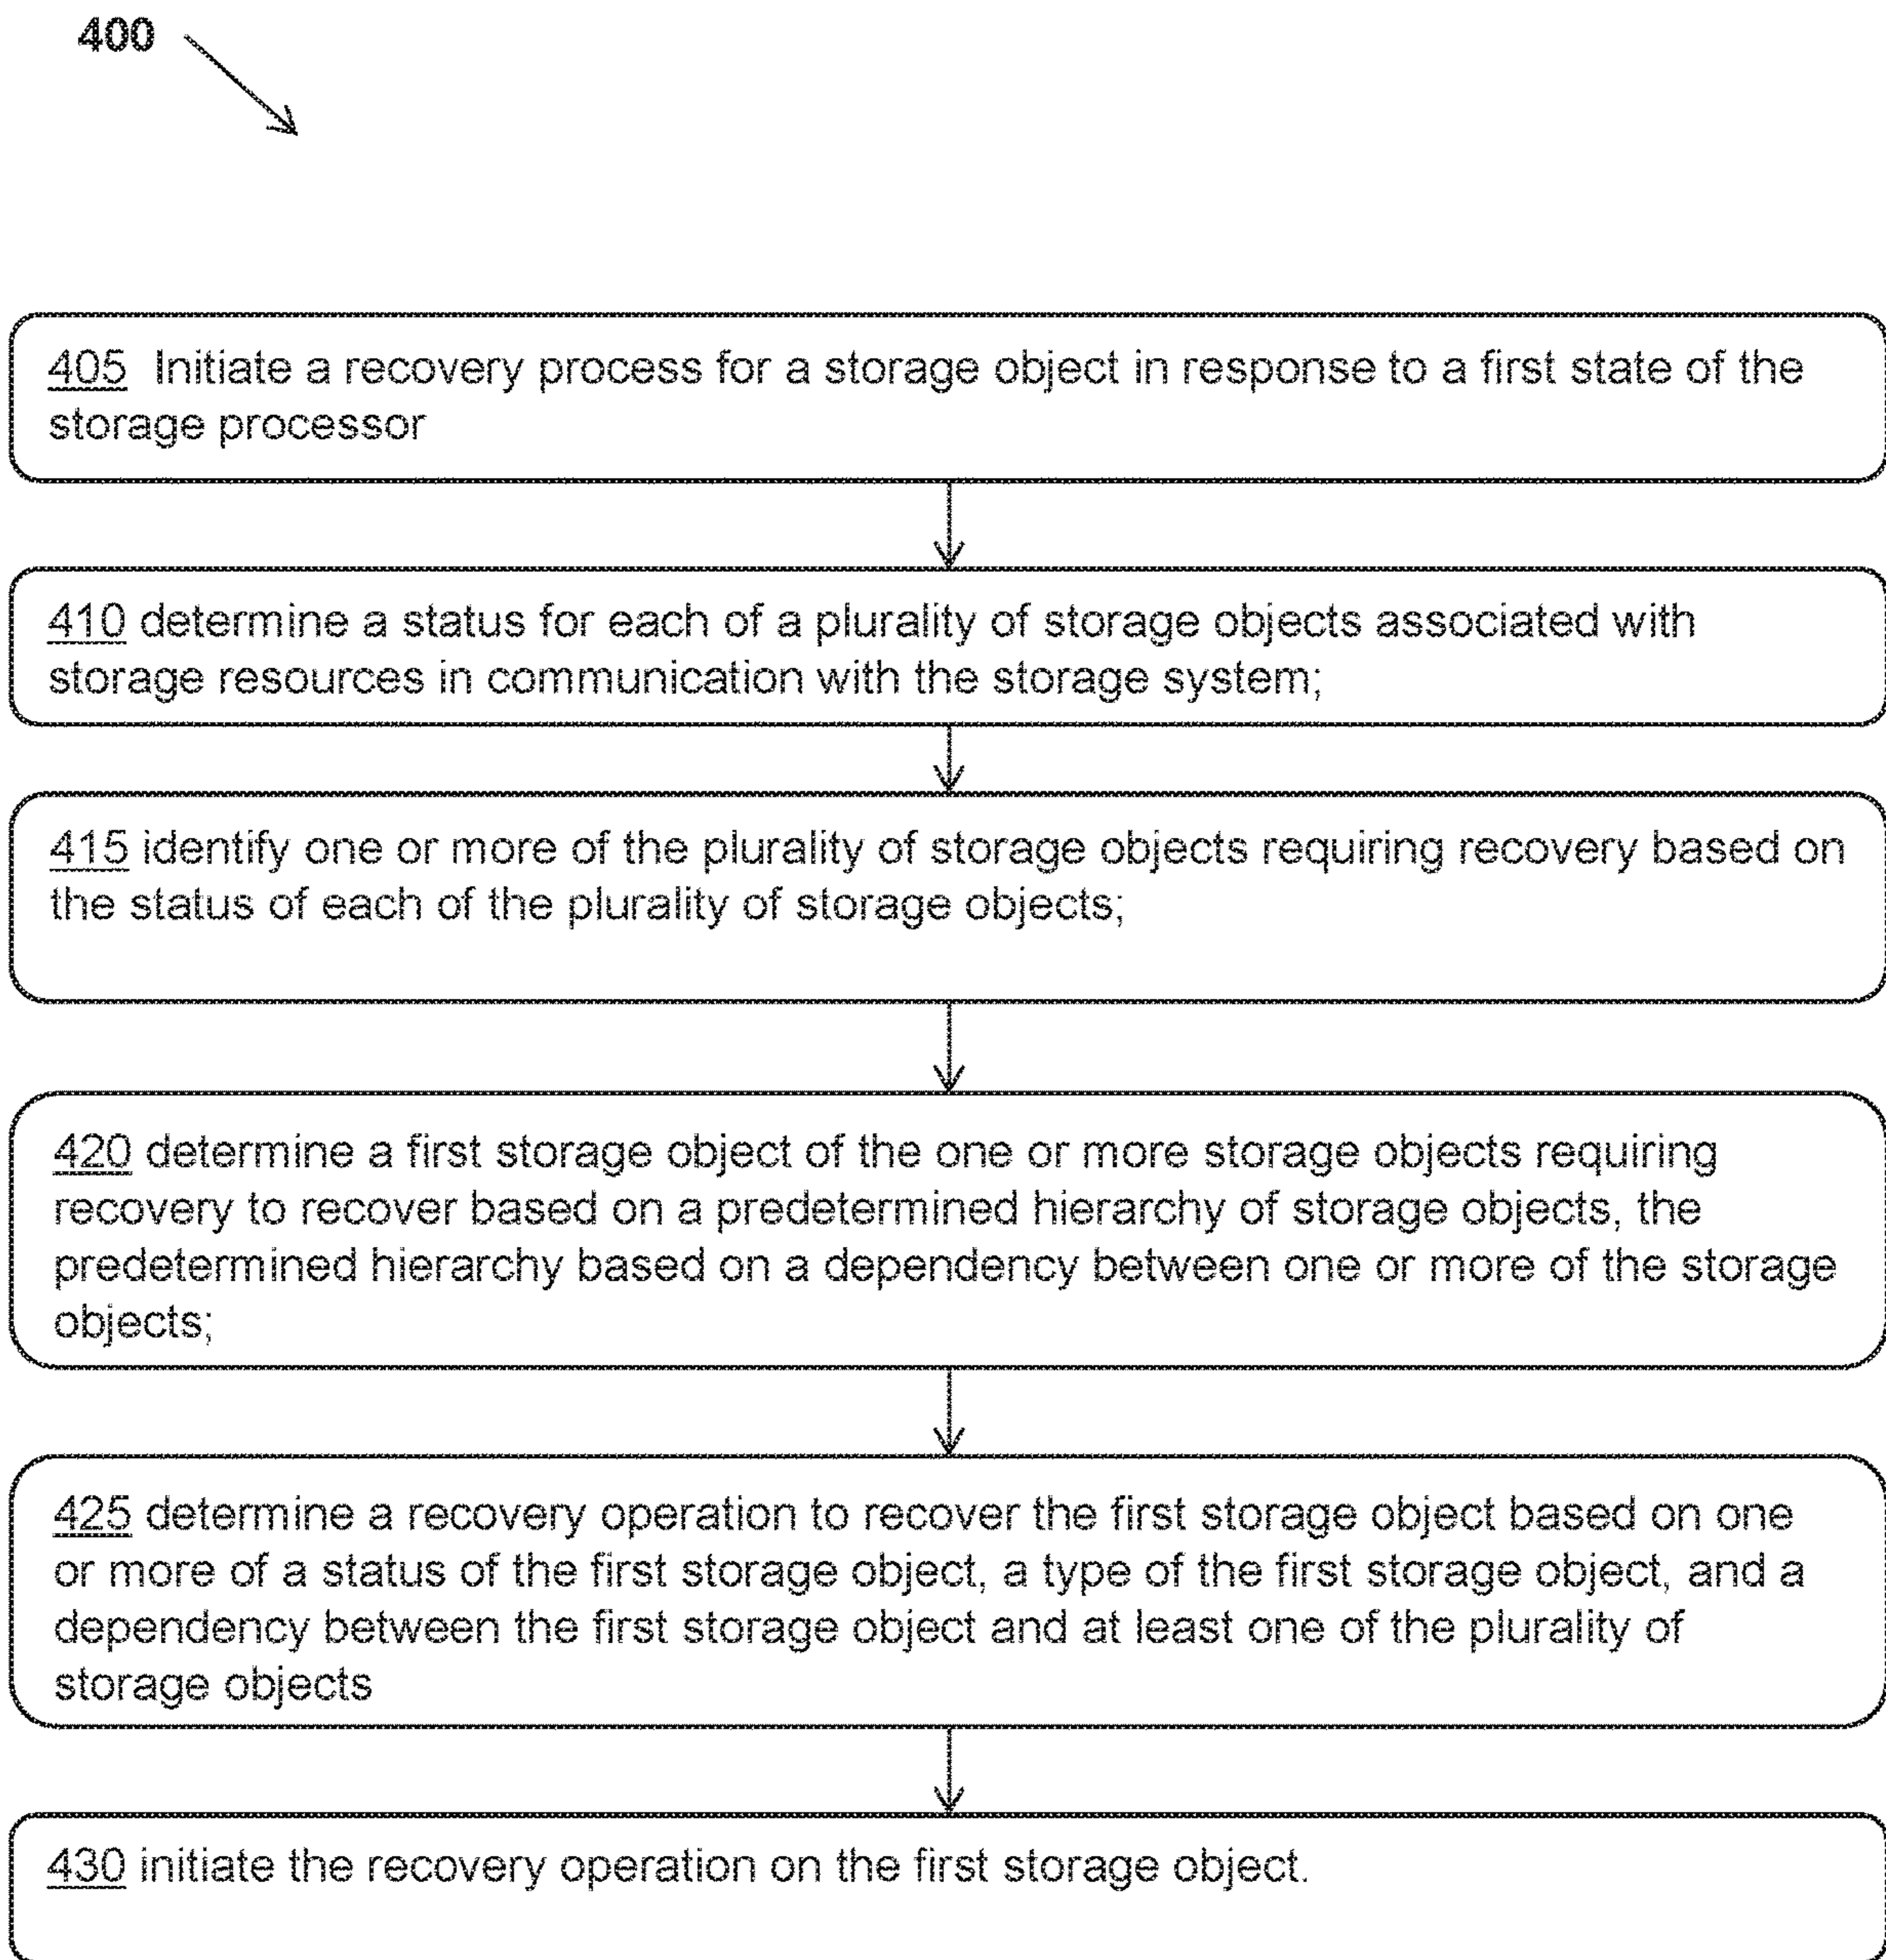 400
405 Initiate a recovery process for a storage object in response to a first state of the
storage processor
410 determine a status for each of a plurality of storage objects associated with
storage resources in communication with the storage system;
415 identify one or more of the plurality of storage objects requiring recovery based on
the status of each of the plurality of storage objects;
420 determine a first storage object of the one or more storage objects requiring
recovery to recover based on a predetermined hierarchy of storage objects, the
predetermined hierarchy based on a dependency between one or more of the storage
objects;
425 determine a recovery operation to recover the first storage object based on one
or more of a status of the first storage object, a type of the first storage object, and a
dependency between the first storage object and at least one of the plurality of
storage objects
430 initiate the recovery operation on the first storage object.